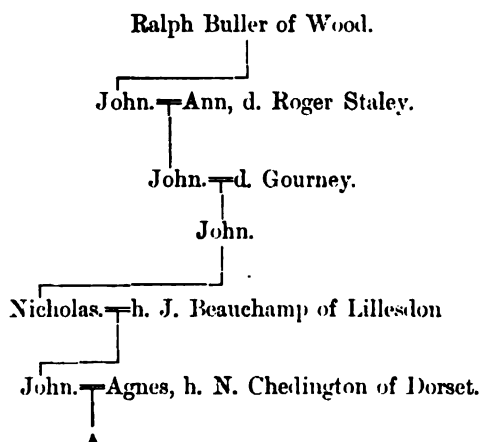 Ralph Buller of Wood.
John.=Ann, d. Roger Staley.
John.=d. Gourney.
John.
Nicholas.=h. J. Beauchamp of Lillesdon
John.=Agnes, h. N. Chedington of Dorset.